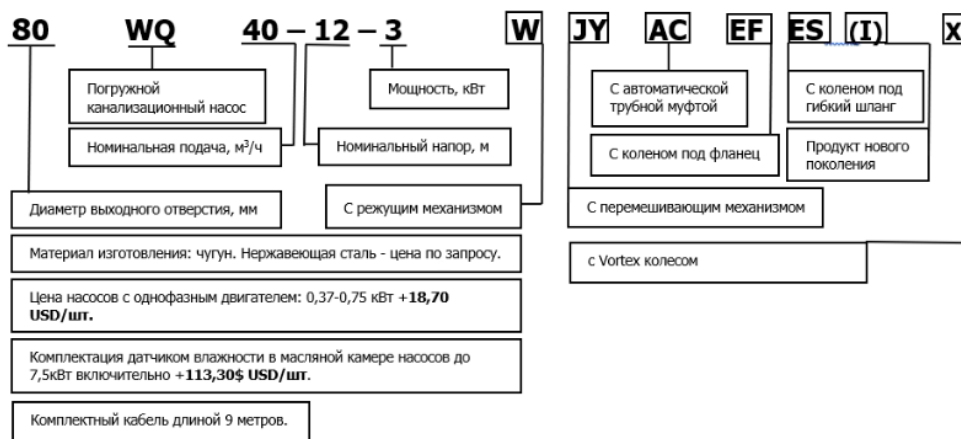 80 WQ 40 – 12 – 3 W JY AC EF ES (I) X
Погружной
канализационный насос
Мощность, кВт
С автоматической
трубной муфтой
С коленом под
гибкий шланг
Номинальная подача, м³/ч
Номинальный напор, м
С коленом под фланец
Продукт нового
поколения
Диаметр выходного отверстия, мм
С режущим механизмом
С перемешивающим механизмом
Материал изготовления: чугун. Нержавеющая сталь - цена по запросу.
с Vortex колесом
Цена насосов с однофазным двигателем: 0,37-0,75 кВт +18,70
USD/шт.
Комплектация датчиком влажности в масляной камере насосов до
7,5кВт включительно +113,30$ USD/шт.
Комплектный кабель длиной 9 метров.